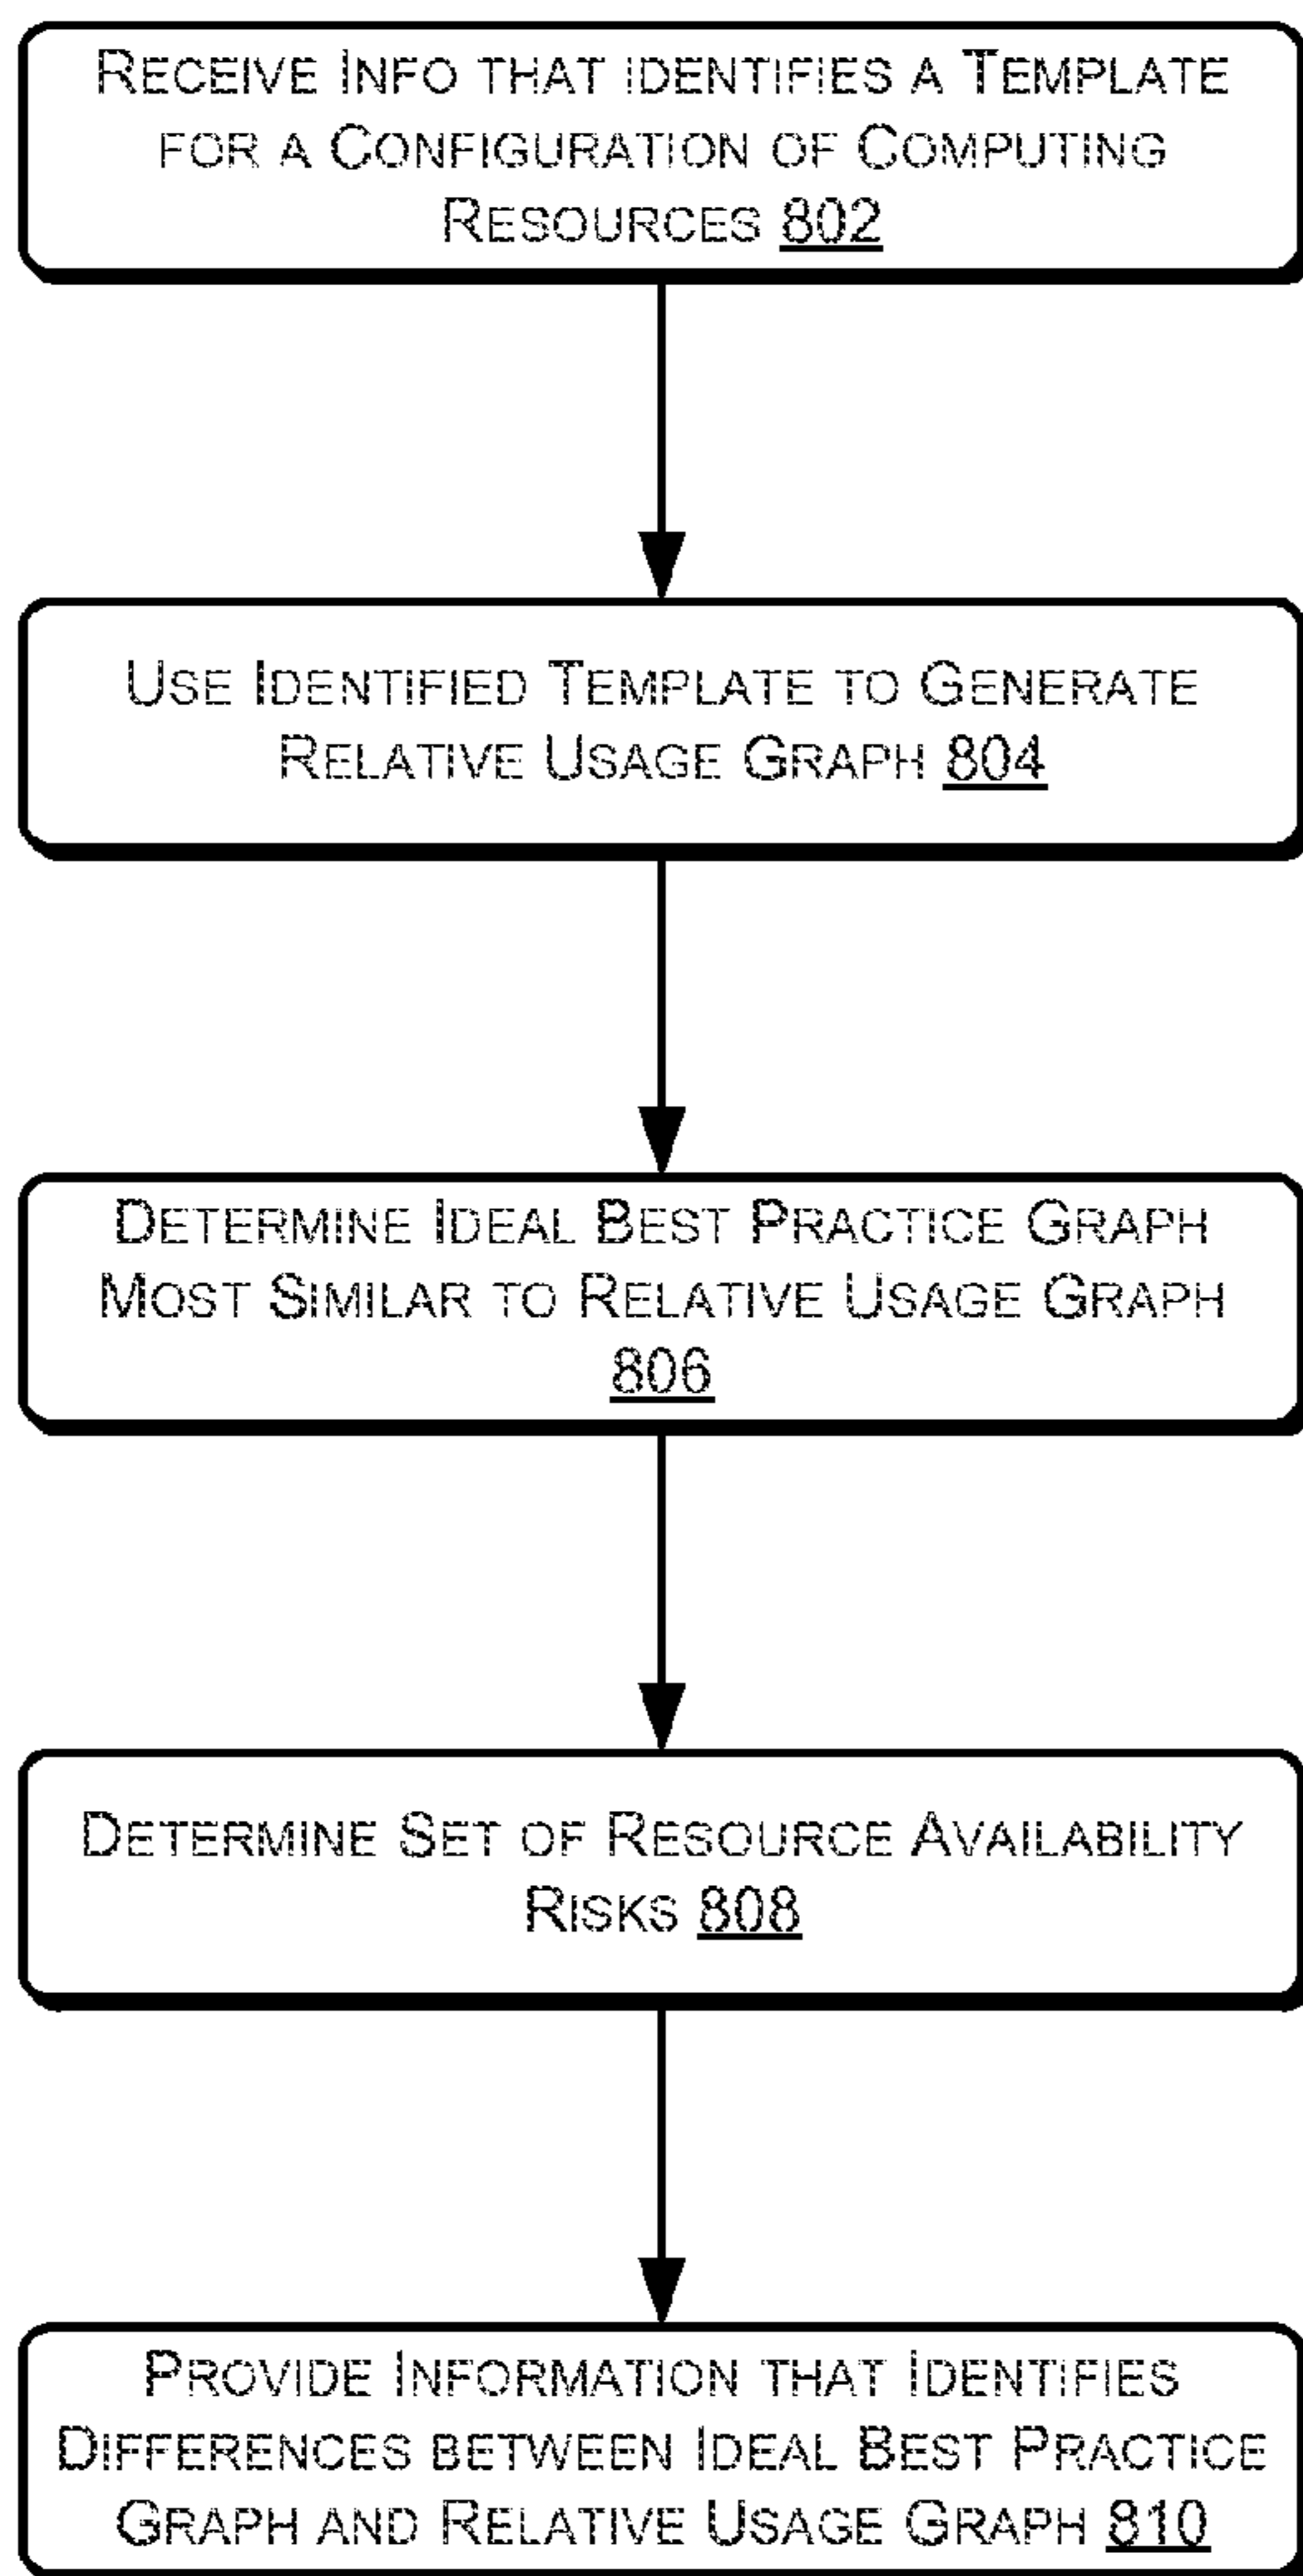 RECEIVE INFO THAT IDENTIFIES A TEMPLATE
FOR A CONFIGURATION OF COMPUTING
RESOURCES 802
USE IDENTIFIED TEMPLATE TO GENERATE
RELATIVE USAGE GRAPH 804
DETERMINE IDEAL BEST PRACTICE GRAPH
MOST SIMILAR TO RELATIVE USAGE GRAPH
806
DETERMINE SET OF RESOURCE AVAILABILITY
RISKS 808
PROVIDE INFORMATION THAT IDENTIFIES
DIFFERENCES BETWEEN IDEAL BEST PRACTICE
GRAPH AND RELATIVE USAGE GRAPH 810